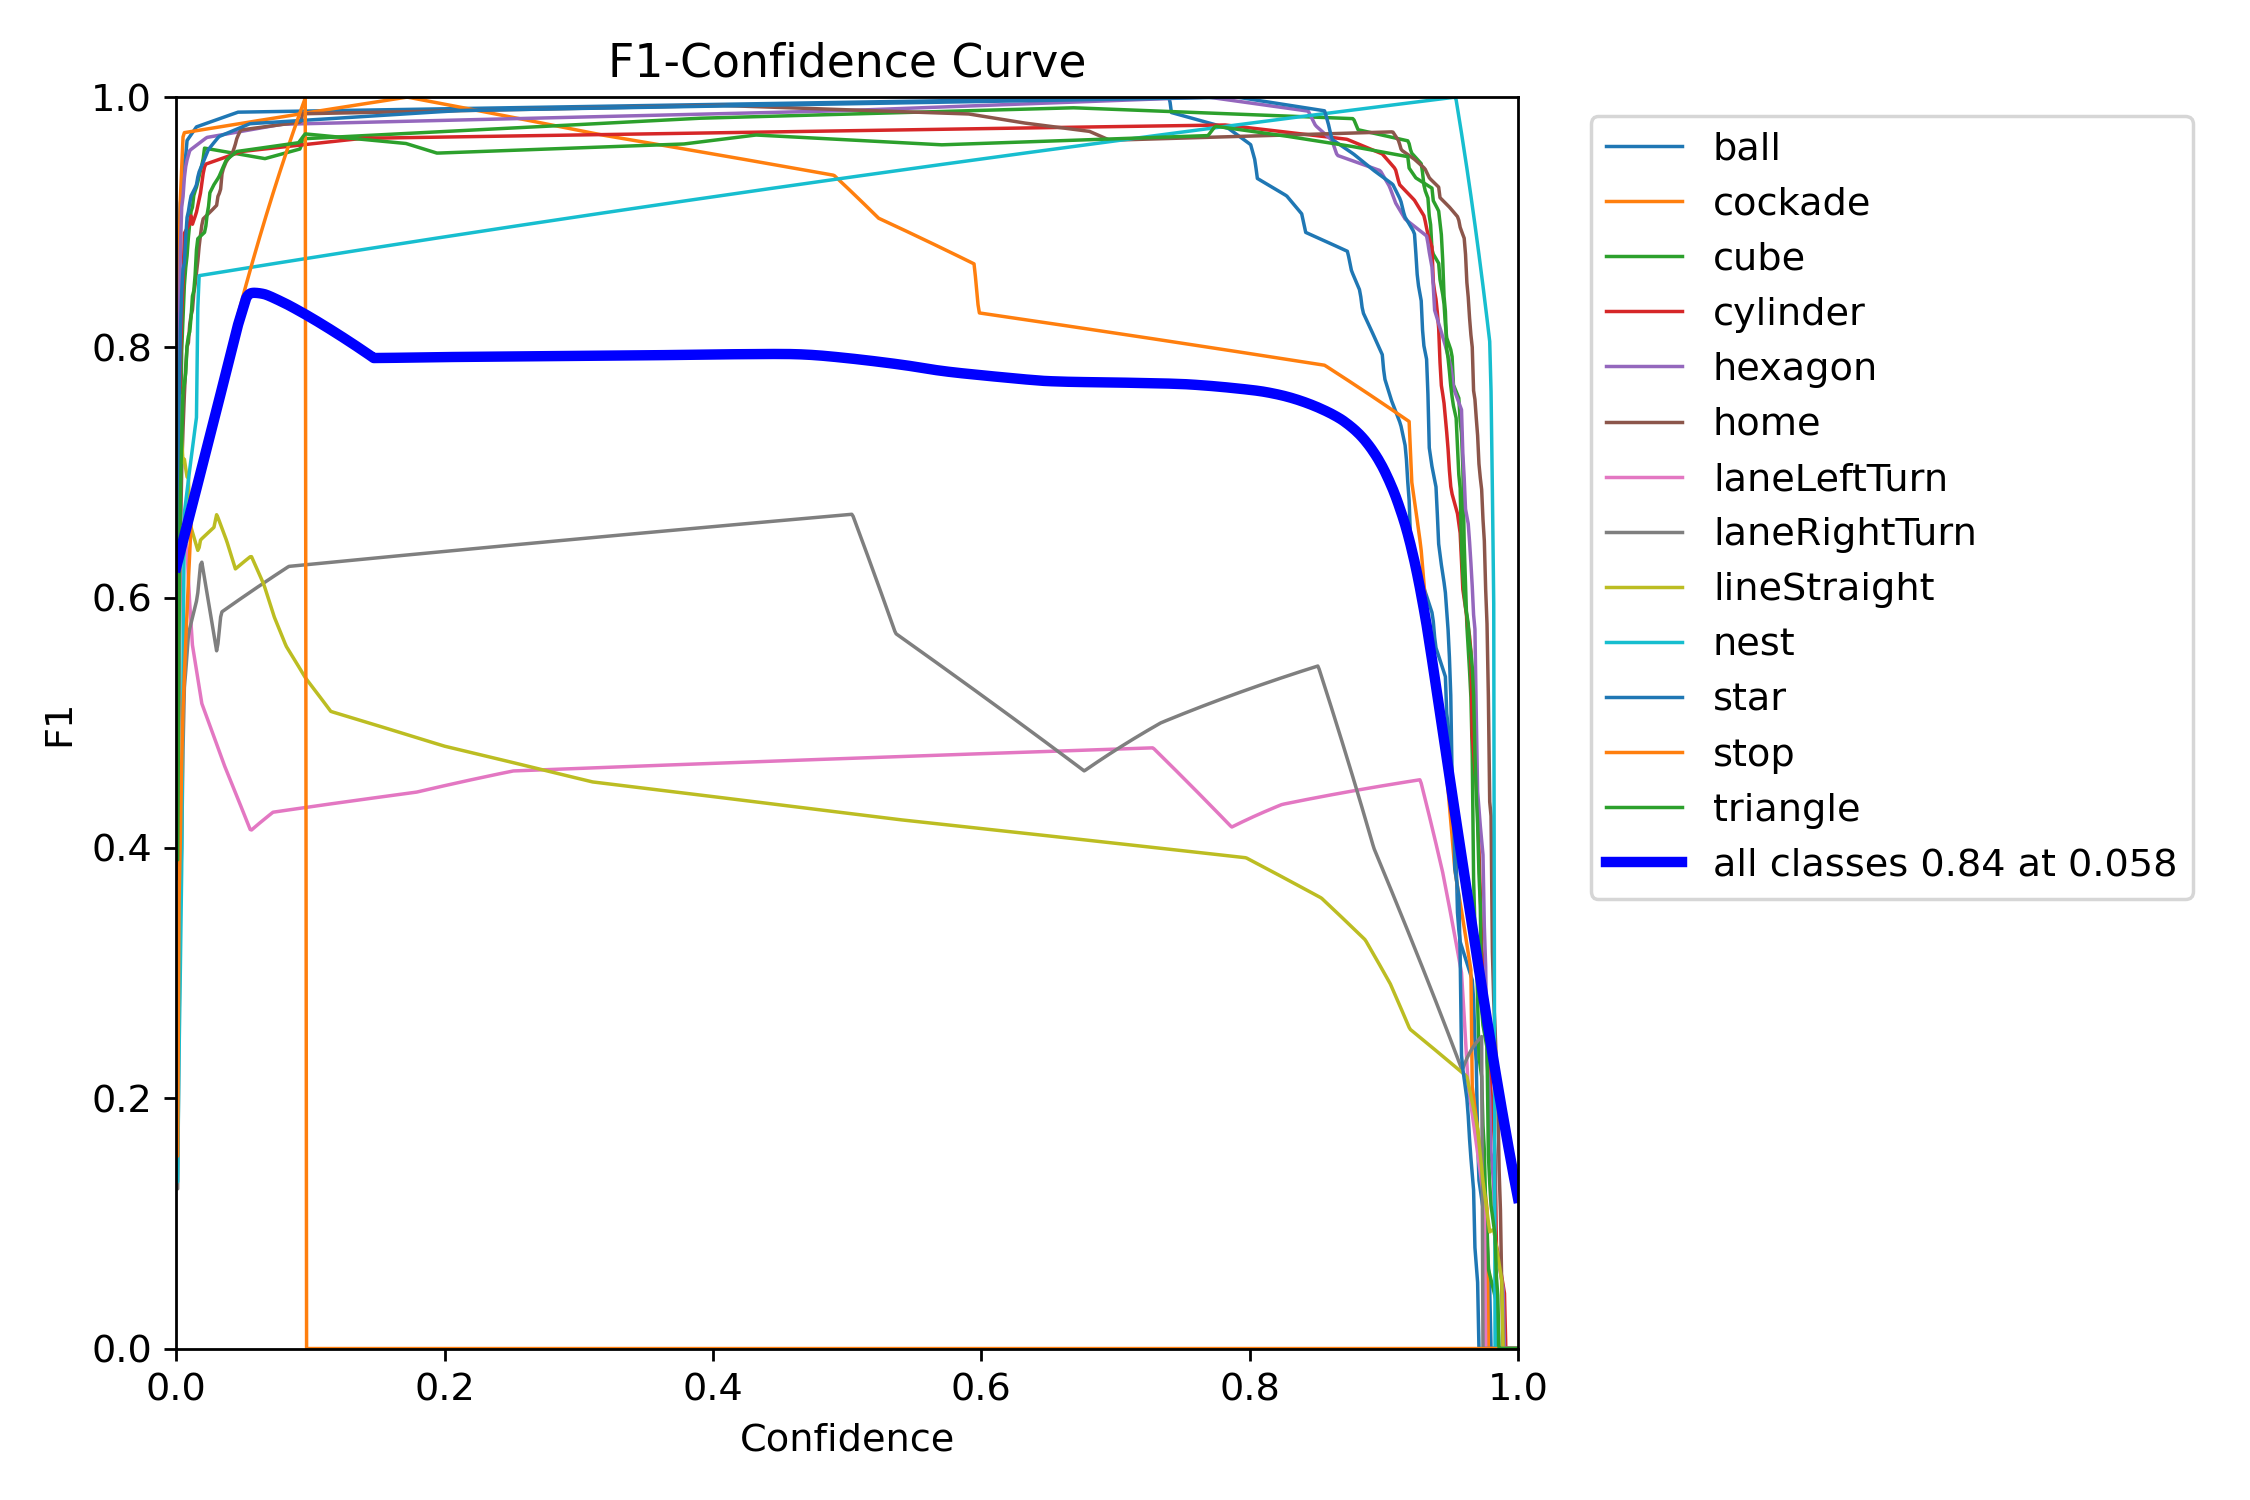 F1-Confidence Curve
1.0
0.8
0.6
0.4
0.2
0.0
F1
0.0 0.2 0.4 0.6 0.8 1.0
Confidence
ball
cockade
cube
cylinder
hexagon
home
laneLeftTurn
laneRightTurn
lineStraight
nest
star
stop
triangle
all classes 0.84 at 0.058